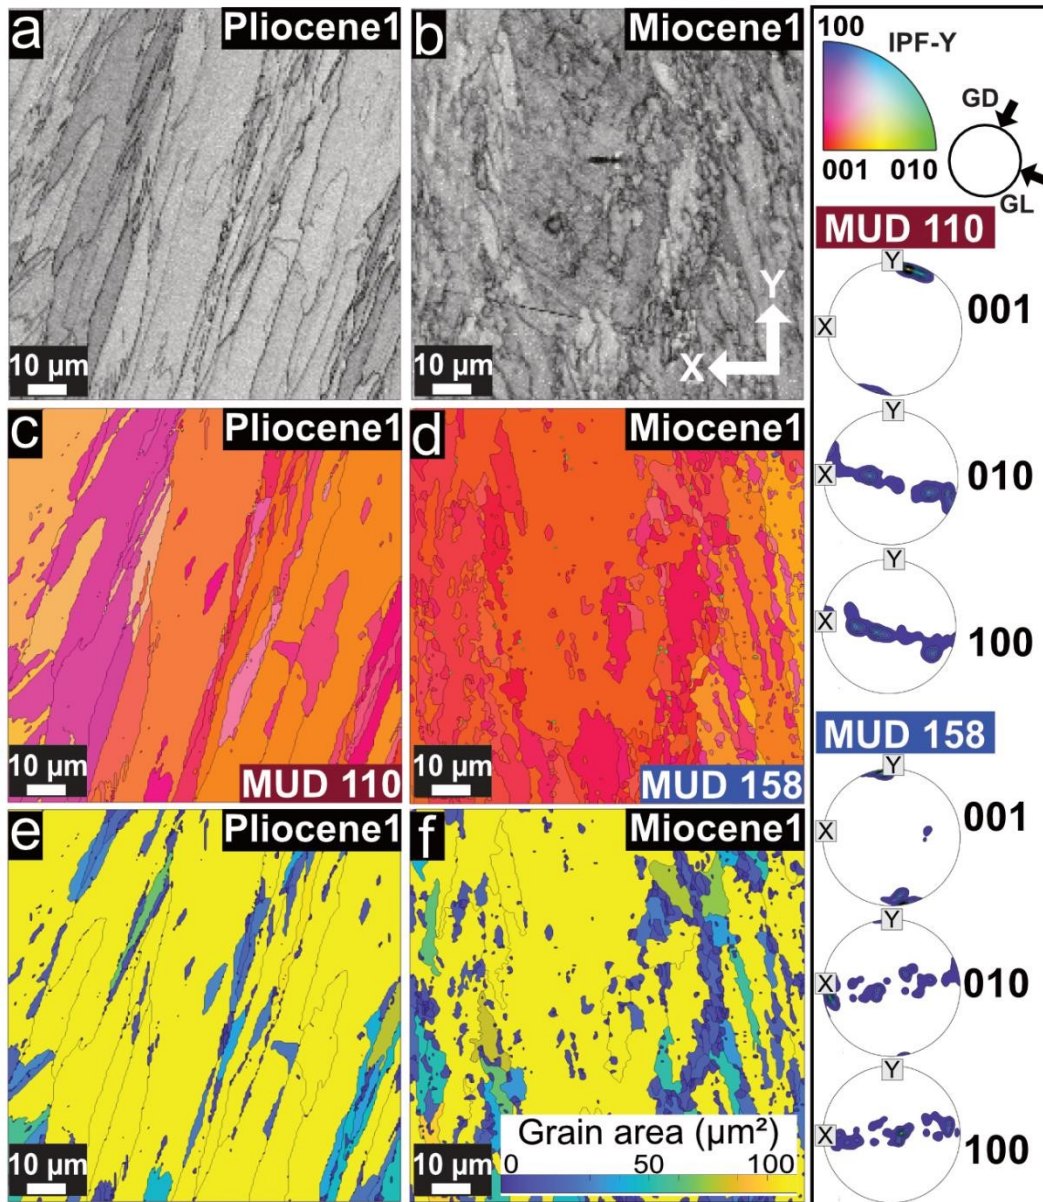 a Pliocene1
10 µm
b Miocene1
Y
X
10 µm
c Pliocene1
10 µm
MUD 110
d Miocene1
10 µm
MUD 158
e Pliocene1
10 µm
f Miocene1
10 µm
Grain area (µm²)
0 50 100
100 IPF-Y
001 010
GD
GL
MUD 110
Y
X
001
Y
X
010
Y
X
100
MUD 158
Y
X
001
Y
X
010
Y
X
100